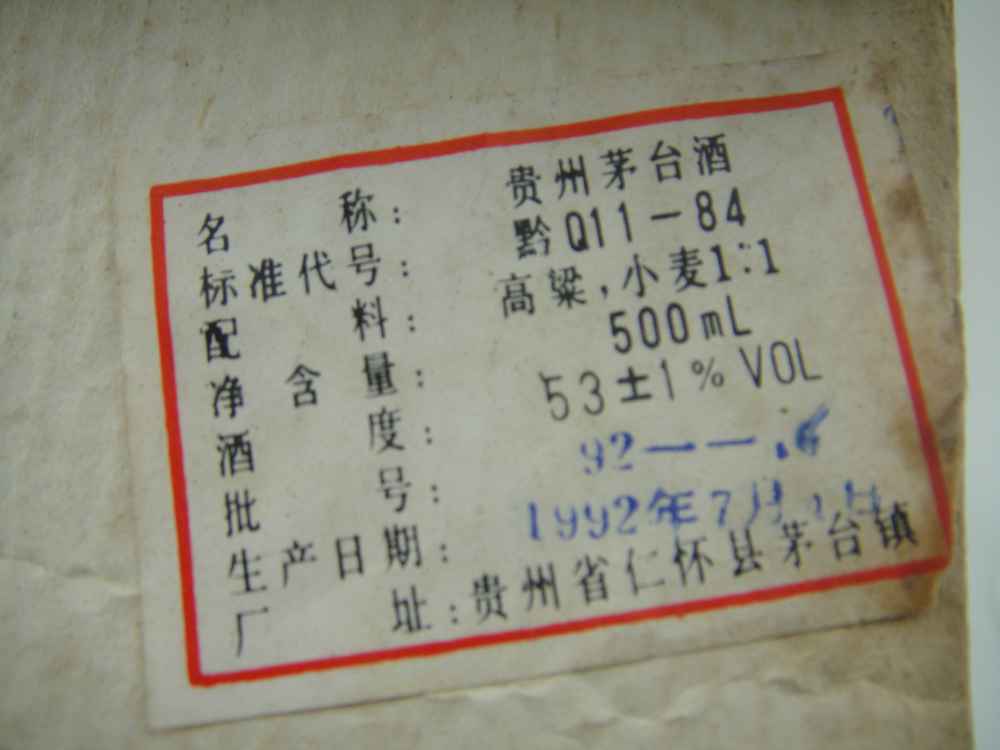 名 称： 贵州茅台酒
标准代号： 黔Q11-84
配 料： 高粱,小麦1:1
净 含 量： 500mL
酒 度： 53±1%VOL
批 号： 92——.6
生产日期： 1992年7月 日
厂 址：贵州省仁怀县茅台镇